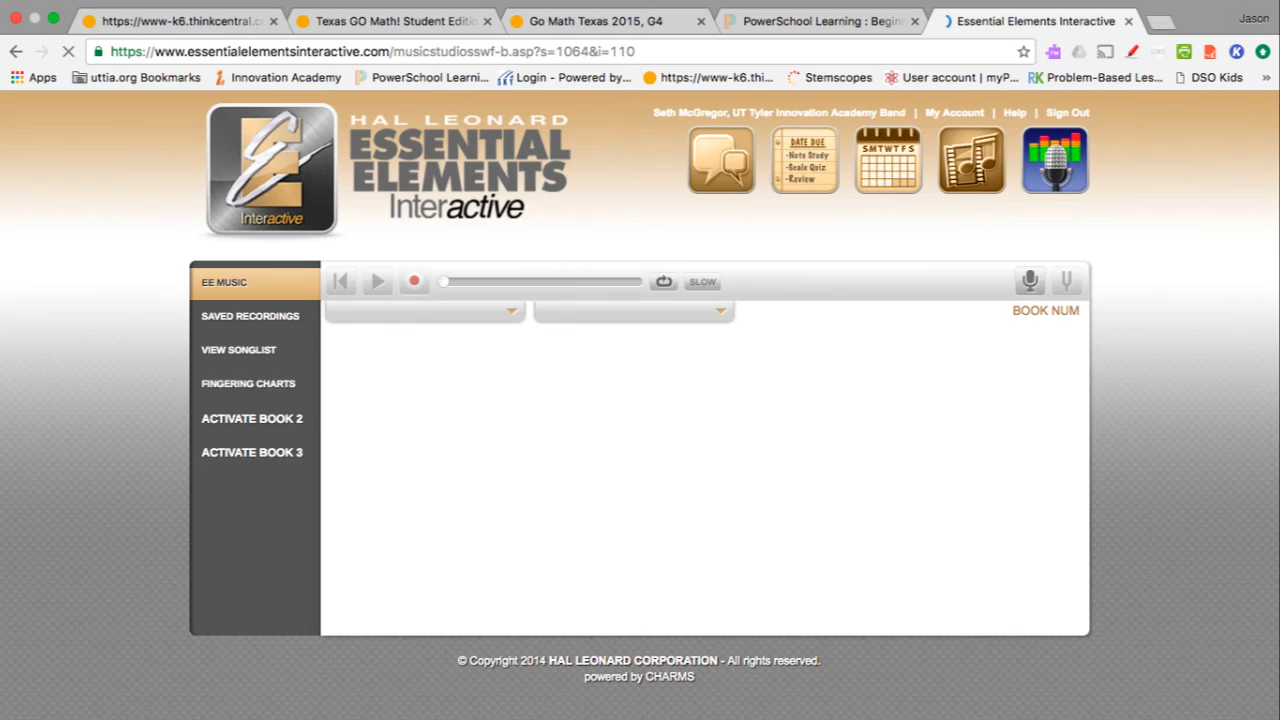 https://www-k6.thinkcentral.c
Texas GO Math! Student Editio
Go Math Texas 2015, G4
PowerSchool Learning : Begin
Essential Elements Interactive
Jason
https://www.essentialelementsinteractive.com/musicstudiosswf-b.asp?s=1064&i=110
Apps
uttia.org Bookmarks
Innovation Academy
PowerSchool Learni...
Login - Powered by...
https://www-k6.thi...
Stemscopes
User account | myP...
RK Problem-Based Les...
DSO Kids
»
Seth McGregor, UT Tyler Innovation Academy Band | My Account | Help | Sign Out
E
Interactive
HAL LEONARD
ESSENTIAL
ELEMENTS
Interactive
DATE DUE
-Note Study
-Scale Quiz
-Review
S M T W T F S
EE MUSIC
SAVED RECORDINGS
VIEW SONGLIST
FINGERING CHARTS
ACTIVATE BOOK 2
ACTIVATE BOOK 3
SLOW
BOOK NUM
© Copyright 2014 HAL LEONARD CORPORATION - All rights reserved.
powered by CHARMS